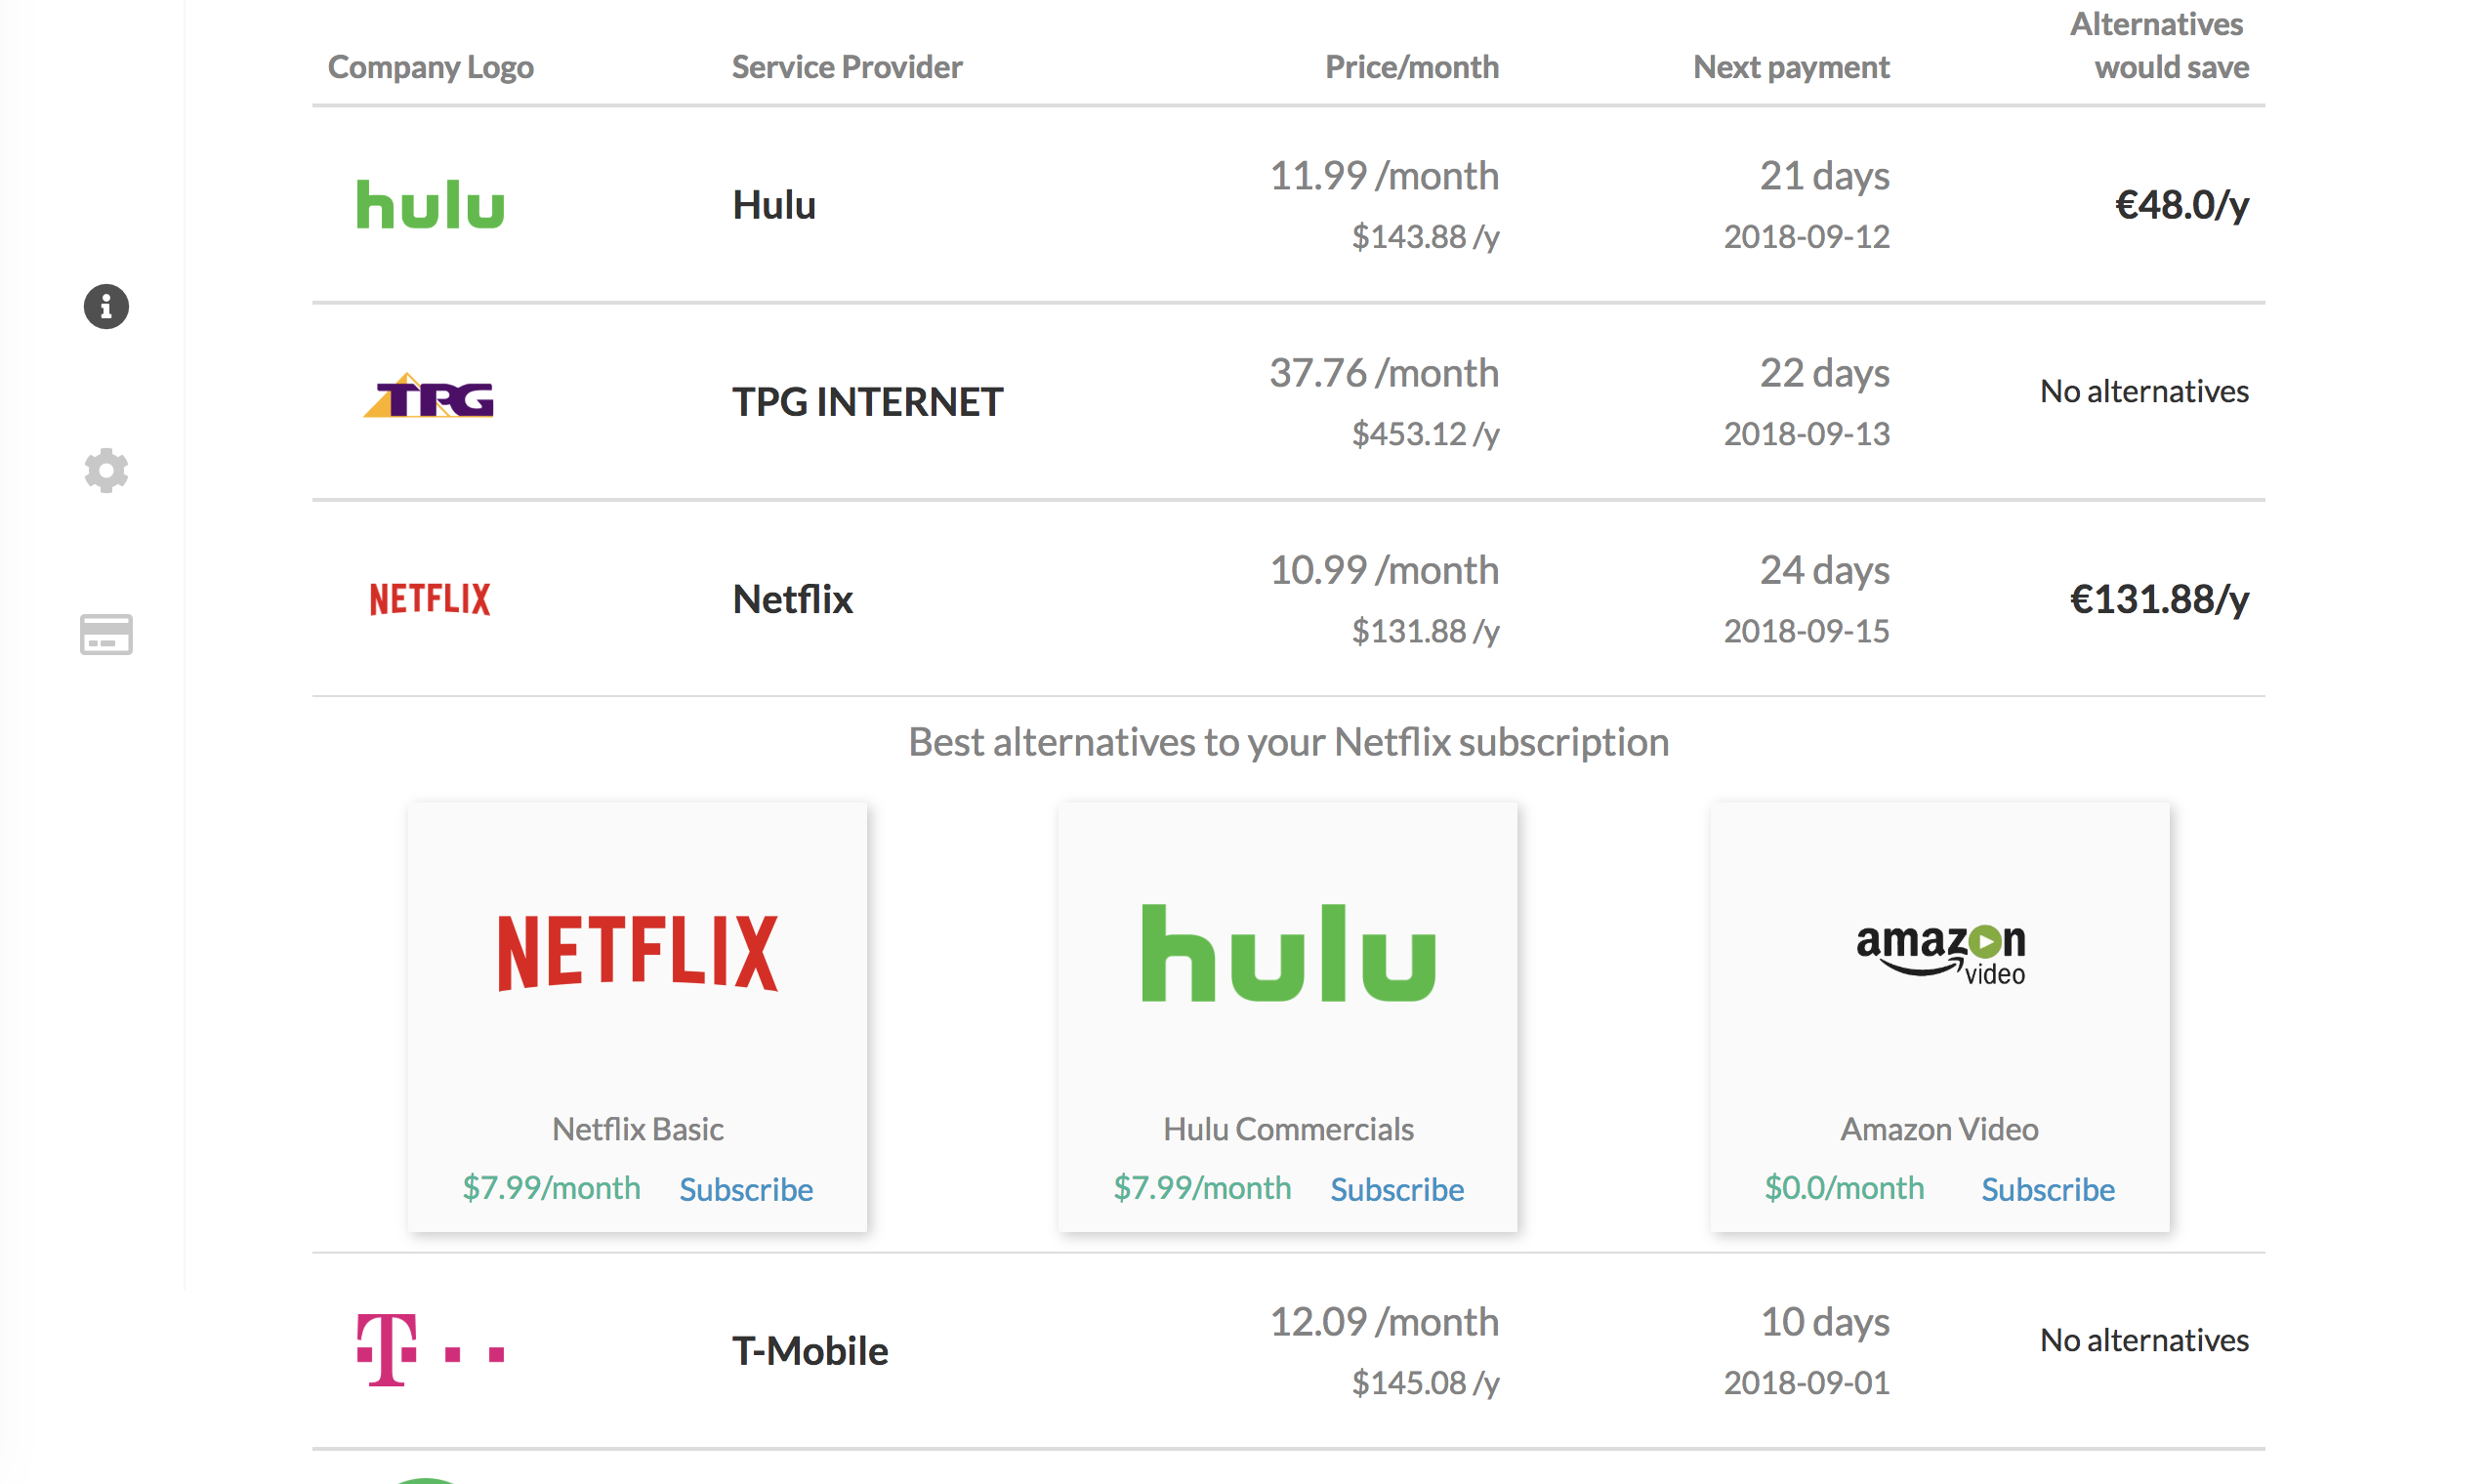 Company Logo
Service Provider
Price/month
Next payment
Alternatives
would save
hulu
Hulu
11.99 /month
$143.88 /y
21 days
2018-09-12
€48.0/y
TPG
TPG INTERNET
37.76 /month
$453.12 /y
22 days
2018-09-13
No alternatives
NETFLIX
Netflix
10.99 /month
$131.88 /y
24 days
2018-09-15
€131.88/y
Best alternatives to your Netflix subscription
NETFLIX
Netflix Basic
$7.99/month Subscribe
hulu
Hulu Commercials
$7.99/month Subscribe
amazon
video
Amazon Video
$0.0/month Subscribe
T
T-Mobile
12.09 /month
$145.08 /y
10 days
2018-09-01
No alternatives